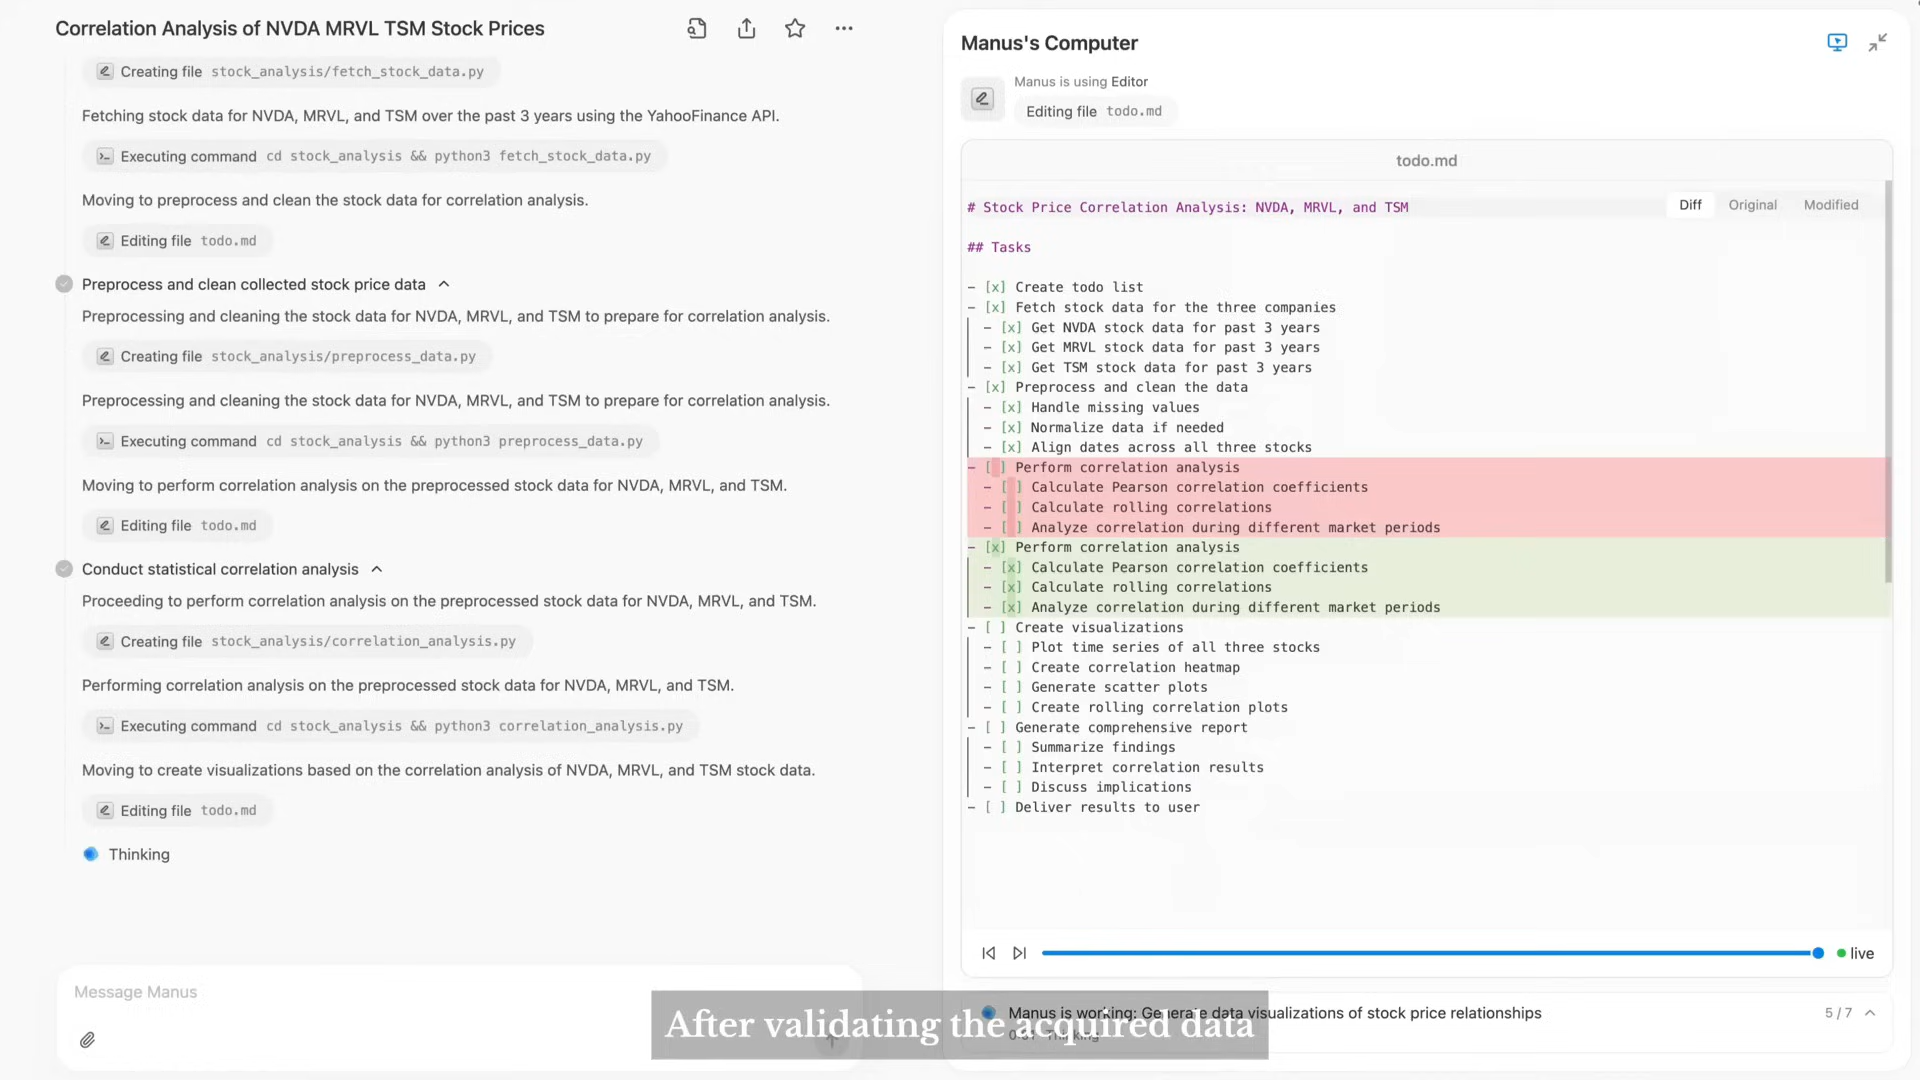 Correlation Analysis of NVDA MRVL TSM Stock Prices
Creating file stock_analysis/fetch_stock_data.py
Fetching stock data for NVDA, MRVL, and TSM over the past 3 years using the YahooFinance API.
Executing command cd stock_analysis && python3 fetch_stock_data.py
Moving to preprocess and clean the stock data for correlation analysis.
Editing file todo.md
Preprocess and clean collected stock price data
Preprocessing and cleaning the stock data for NVDA, MRVL, and TSM to prepare for correlation analysis.
Creating file stock_analysis/preprocess_data.py
Preprocessing and cleaning the stock data for NVDA, MRVL, and TSM to prepare for correlation analysis.
Executing command cd stock_analysis && python3 preprocess_data.py
Moving to perform correlation analysis on the preprocessed stock data for NVDA, MRVL, and TSM.
Editing file todo.md
Conduct statistical correlation analysis
Proceeding to perform correlation analysis on the preprocessed stock data for NVDA, MRVL, and TSM.
Creating file stock_analysis/correlation_analysis.py
Performing correlation analysis on the preprocessed stock data for NVDA, MRVL, and TSM.
Executing command cd stock_analysis && python3 correlation_analysis.py
Moving to create visualizations based on the correlation analysis of NVDA, MRVL, and TSM stock data.
Editing file todo.md
Thinking
Message Manus
Manus's Computer
Manus is using Editor
Editing file todo.md
todo.md
Diff Original Modified
# Stock Price Correlation Analysis: NVDA, MRVL, and TSM
## Tasks
- [x] Create todo list
- [x] Fetch stock data for the three companies
- [x] Get NVDA stock data for past 3 years
- [x] Get MRVL stock data for past 3 years
- [x] Get TSM stock data for past 3 years
- [x] Preprocess and clean the data
- [x] Handle missing values
- [x] Normalize data if needed
- [x] Align dates across all three stocks
- [ ] Perform correlation analysis
- [ ] Calculate Pearson correlation coefficients
- [ ] Calculate rolling correlations
- [ ] Analyze correlation during different market periods
- [x] Perform correlation analysis
- [x] Calculate Pearson correlation coefficients
- [x] Calculate rolling correlations
- [x] Analyze correlation during different market periods
- [ ] Create visualizations
- [ ] Plot time series of all three stocks
- [ ] Create correlation heatmap
- [ ] Generate scatter plots
- [ ] Create rolling correlation plots
- [ ] Generate comprehensive report
- [ ] Summarize findings
- [ ] Interpret correlation results
- [ ] Discuss implications
- [ ] Deliver results to user
live
Manus is working: Generate data visualizations of stock price relationships
5 / 7
Thinking
After validating the acquired data